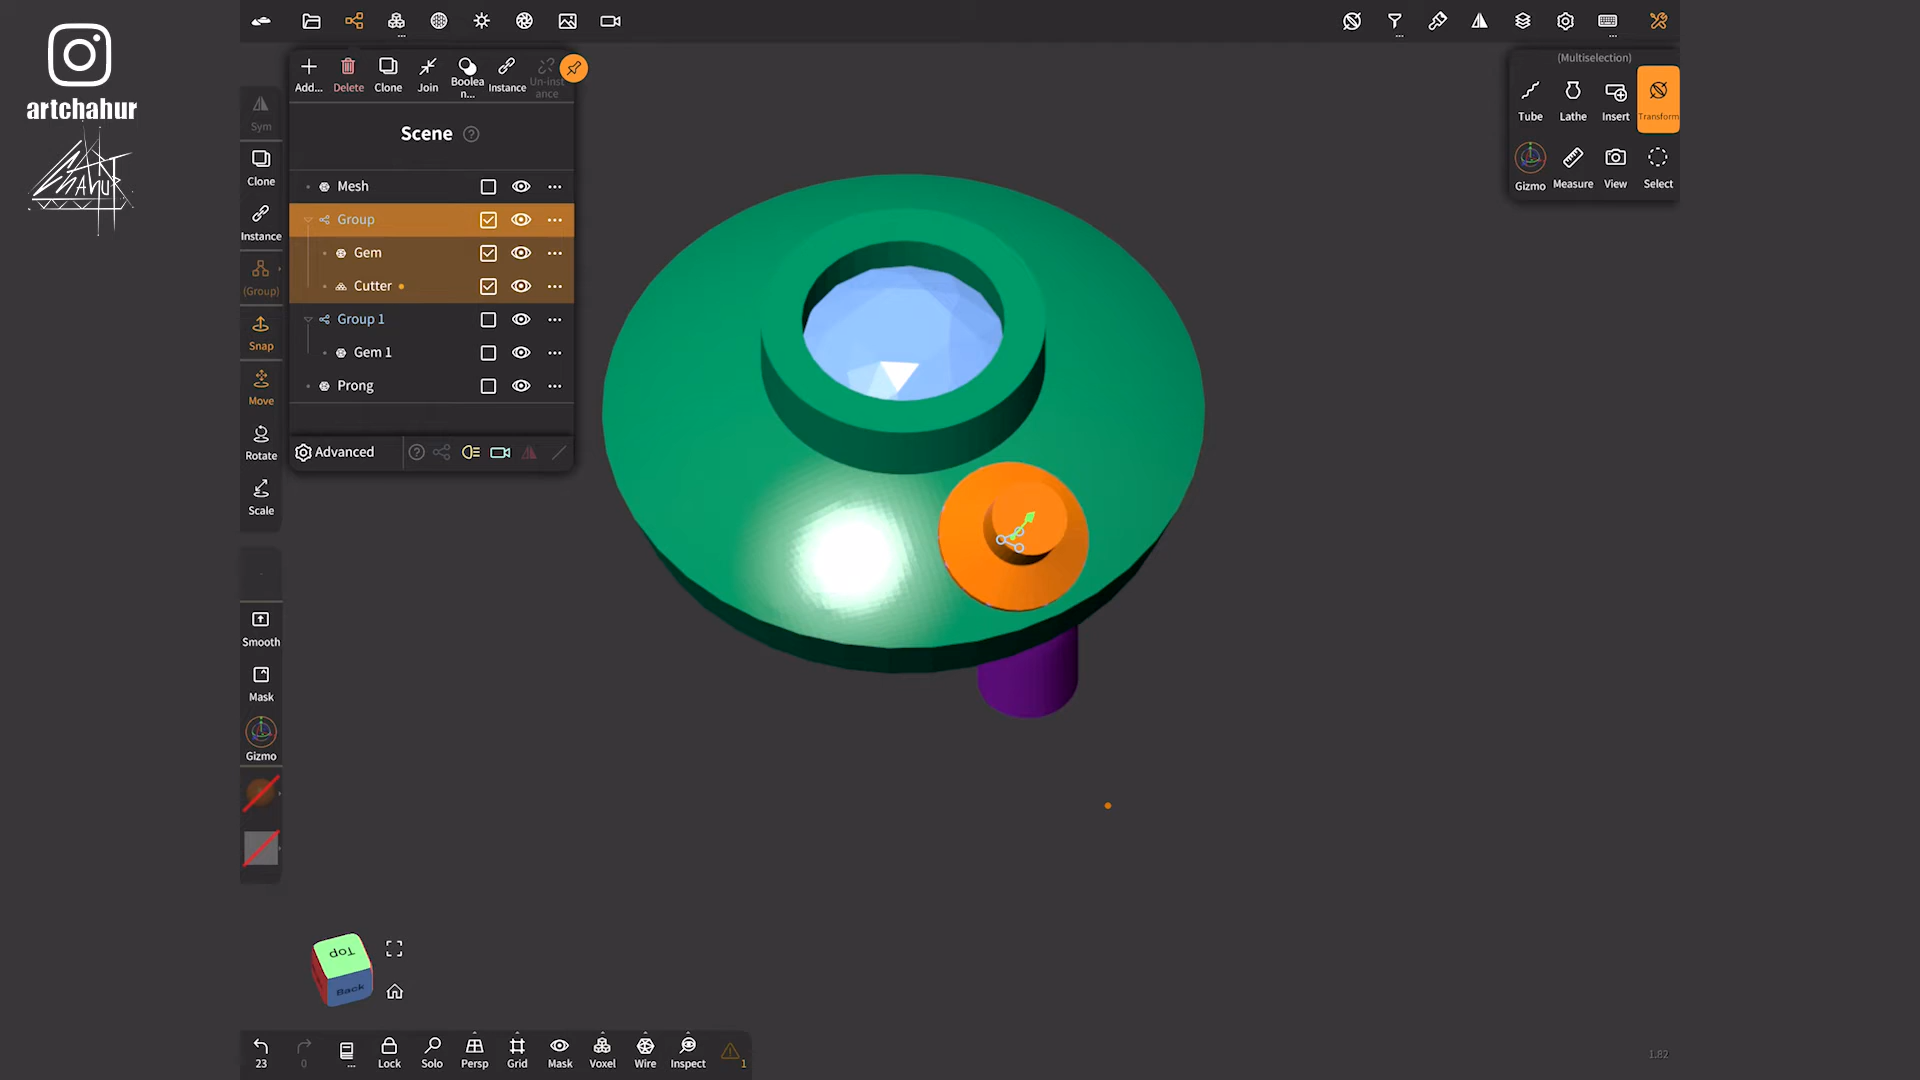 artchahur
Art Chahur
Add...
Delete
Clone
Join
Boolea
n...
Instance
Un-inst
ance
Scene
?
Mesh
Group
Gem
Cutter
Group 1
Gem 1
Prong
Advanced
?
Sym
Clone
Instance
(Group)
Snap
Move
Rotate
Scale
Smooth
Mask
Gizmo
(Multiselection)
Tube
Lathe
Insert
Transform
Gizmo
Measure
View
Select
Top
Back
23
0
...
Lock
Solo
Persp
Grid
Mask
Voxel
Wire
Inspect
1
1.82